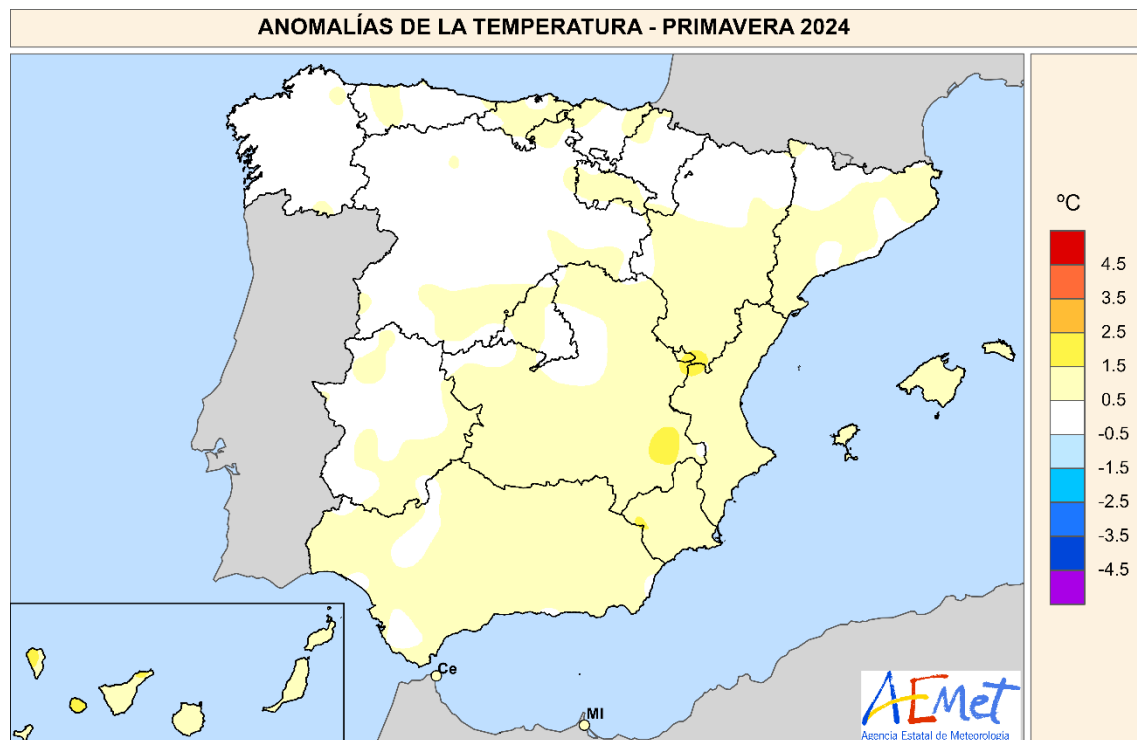 ANOMALÍAS DE LA TEMPERATURA - PRIMAVERA 2024
ºC
4.5
3.5
2.5
1.5
0.5
-0.5
-1.5
-2.5
-3.5
-4.5
Ce
Ml
AEMet
Agencia Estatal de Meteorología